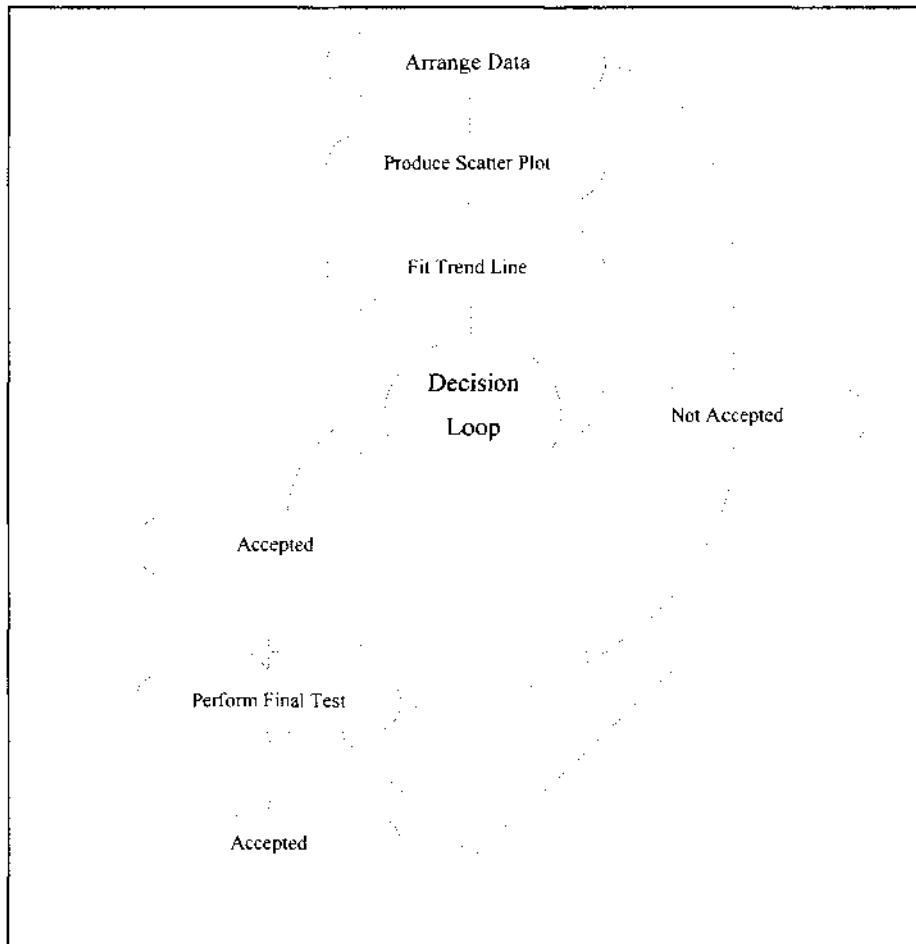 Arrange Data
Produce Scatter Plot
Fit Trend Line
Decision
Loop
Not Accepted
Accepted
Perform Final Test
Accepted